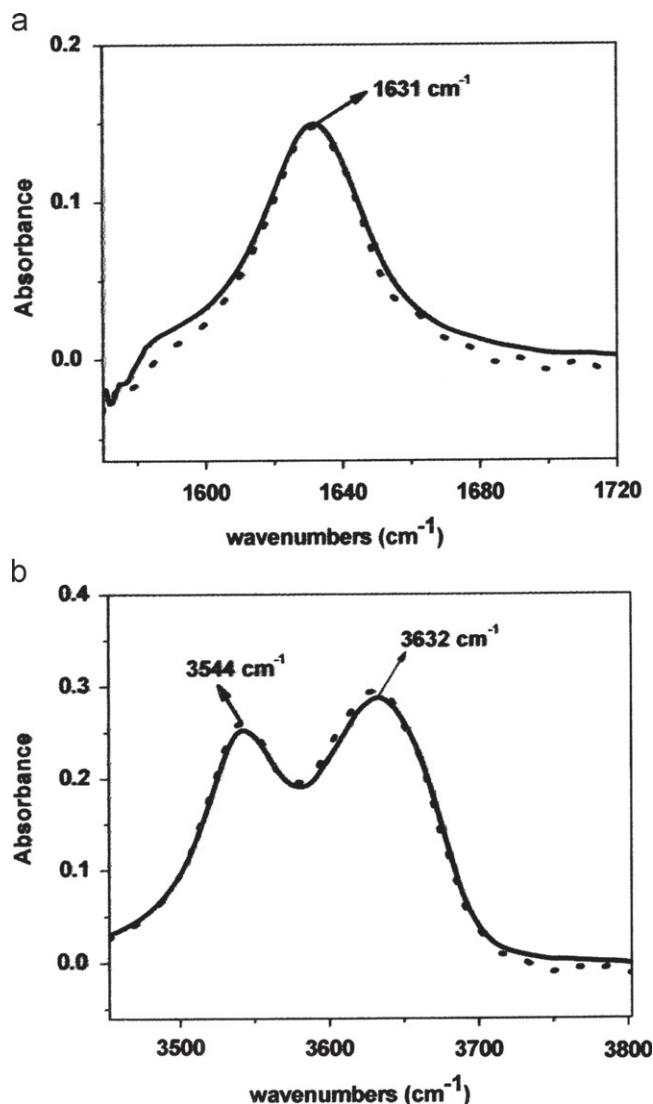 a
0.2
1631 cm⁻¹
0.1
Absorbance
0.0
1600 1640 1680 1720
wavenumbers (cm⁻¹)
b
0.4
3632 cm⁻¹
3544 cm⁻¹
0.3
0.2
Absorbance
0.1
0.0
3500 3600 3700 3800
wavenumbers (cm⁻¹)